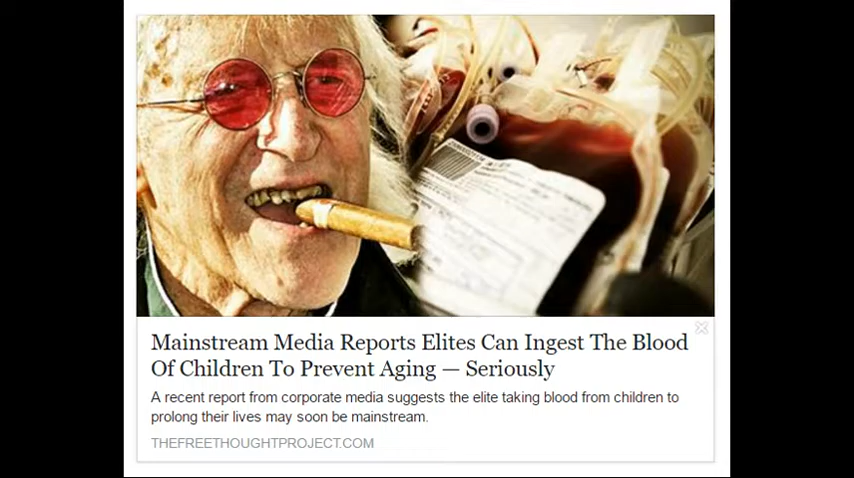 Mainstream Media Reports Elites Can Ingest The Blood
Of Children To Prevent Aging — Seriously
A recent report from corporate media suggests the elite taking blood from children to
prolong their lives may soon be mainstream.
THEFREETHOUGHTPROJECT.COM